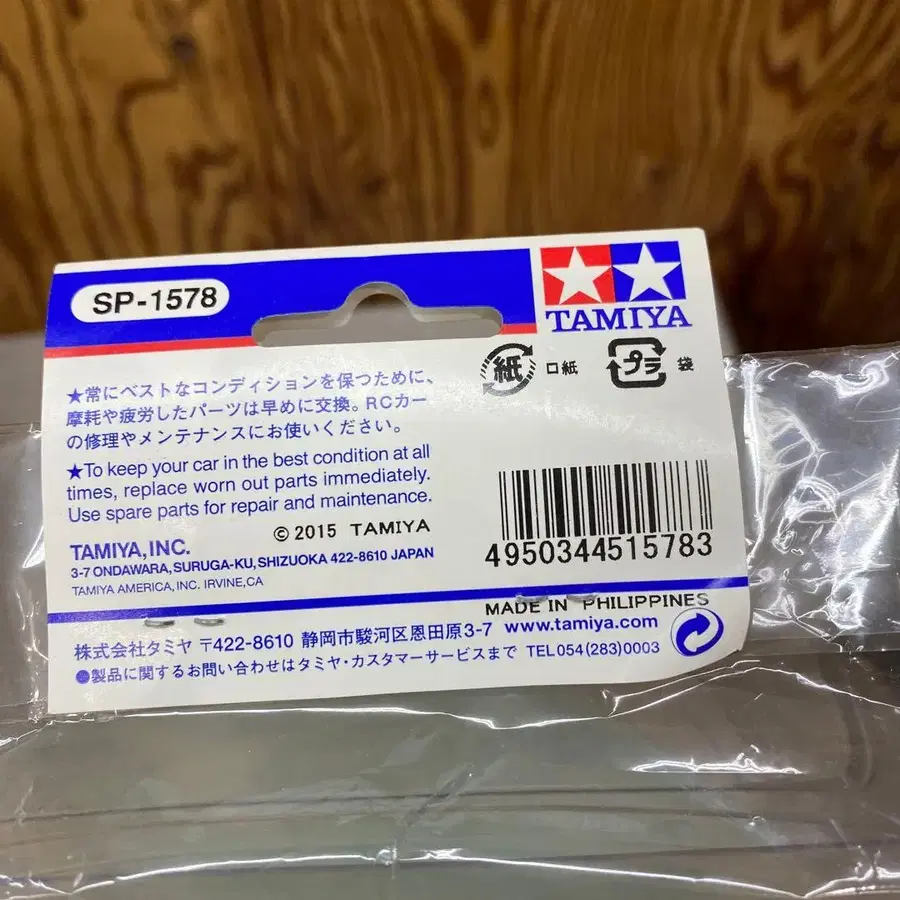 SP-1578
TAMIYA
紙 口紙
プラ 袋
★常にベストなコンディションを保つために、
摩耗や疲労したパーツは早めに交換。RCカー
の修理やメンテナンスにお使いください。
★To keep your car in the best condition at all
times, replace worn out parts immediately.
Use spare parts for repair and maintenance.
© 2015 TAMIYA
TAMIYA, INC.
3-7 ONDAWARA, SURUGA-KU, SHIZUOKA 422-8610 JAPAN
TAMIYA AMERICA, INC. IRVINE, CA
4950344515783
MADE IN PHILIPPINES
株式会社タミヤ 〒422-8610 静岡市駿河区恩田原3-7 www.tamiya.com
●製品に関するお問い合わせはタミヤ・カスタマーサービスまで TEL054(283)0003